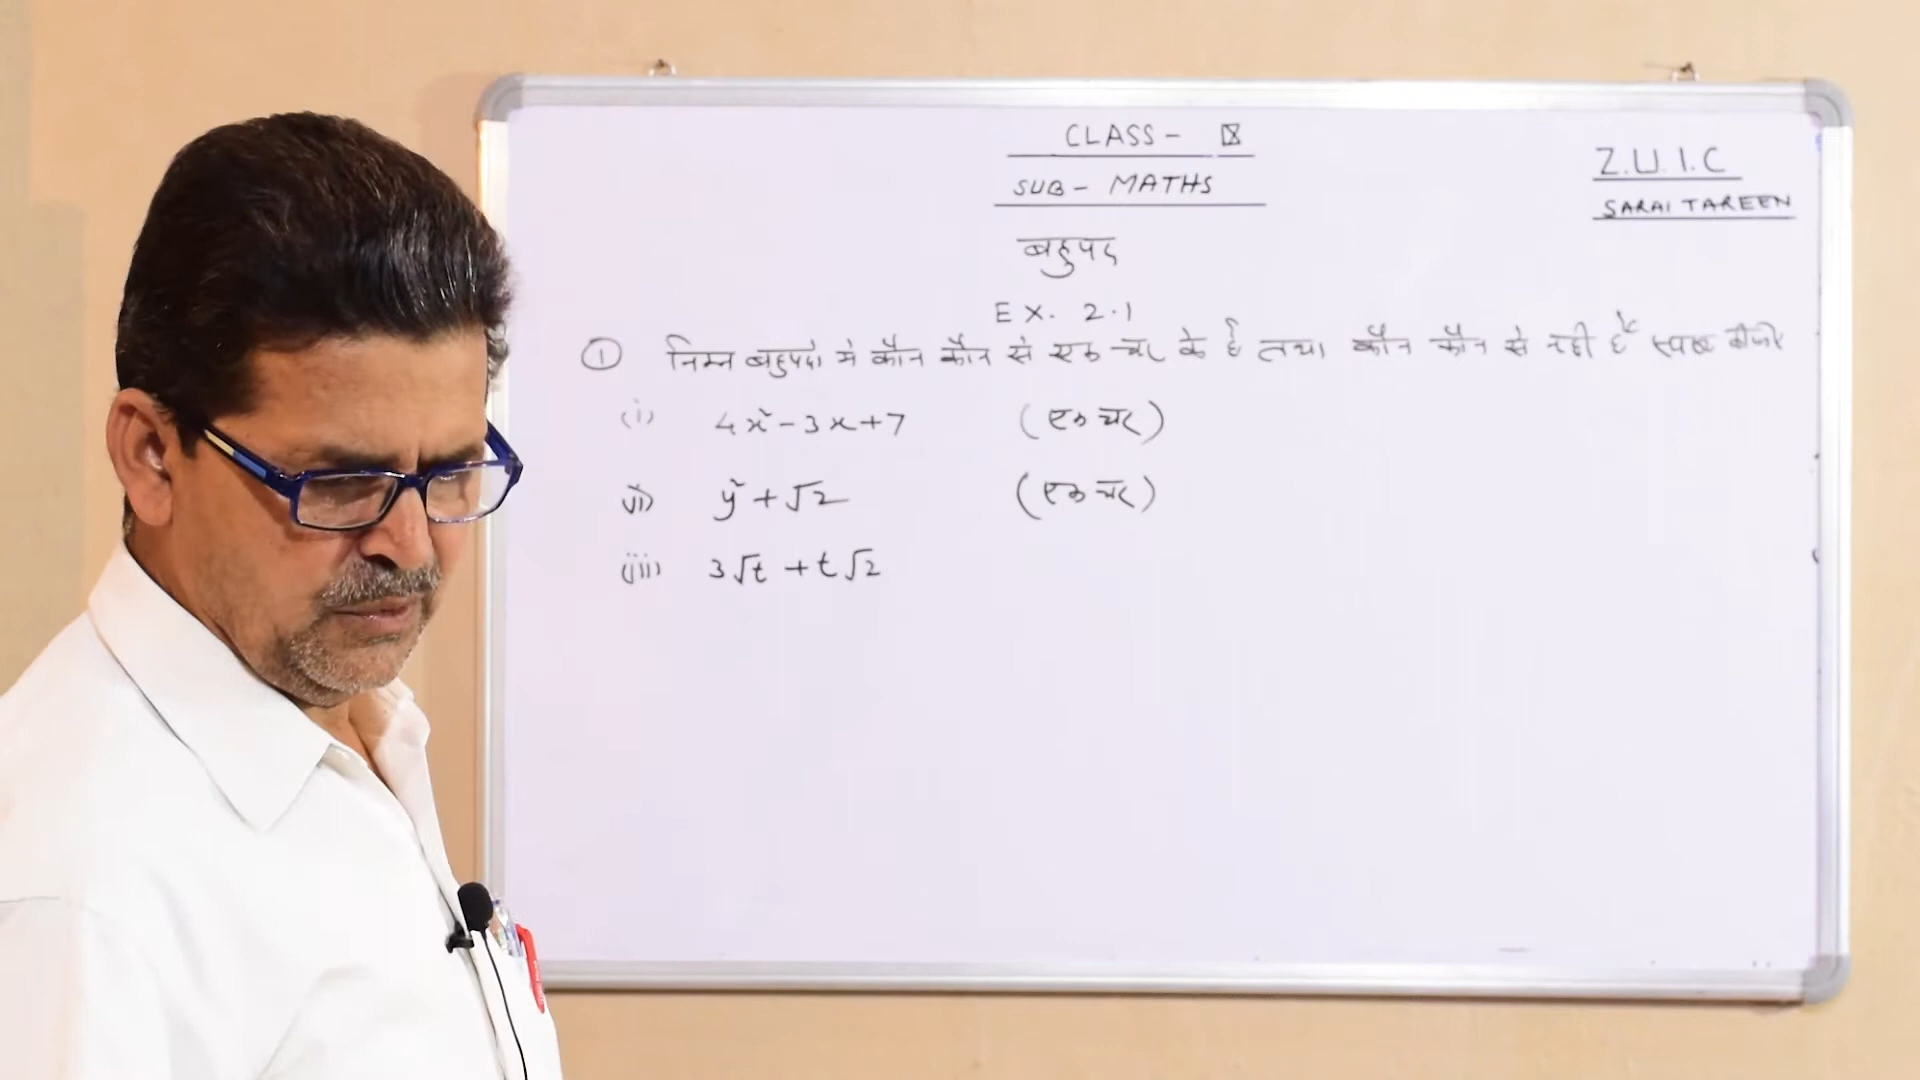 CLASS - IX
SUB - MATHS
Z.U.I.C
SARAI TAREEN
बहुपद
EX. 2.1
① निम्न बहुपदों में कौन कौन से एक चर के हैं तथा कौन कौन से नहीं हैं स्पष्ट कीजिए
(i) 4x² - 3x + 7 (एक चर)
(ii) y² + √2 (एक चर)
(iii) 3√t + t√2